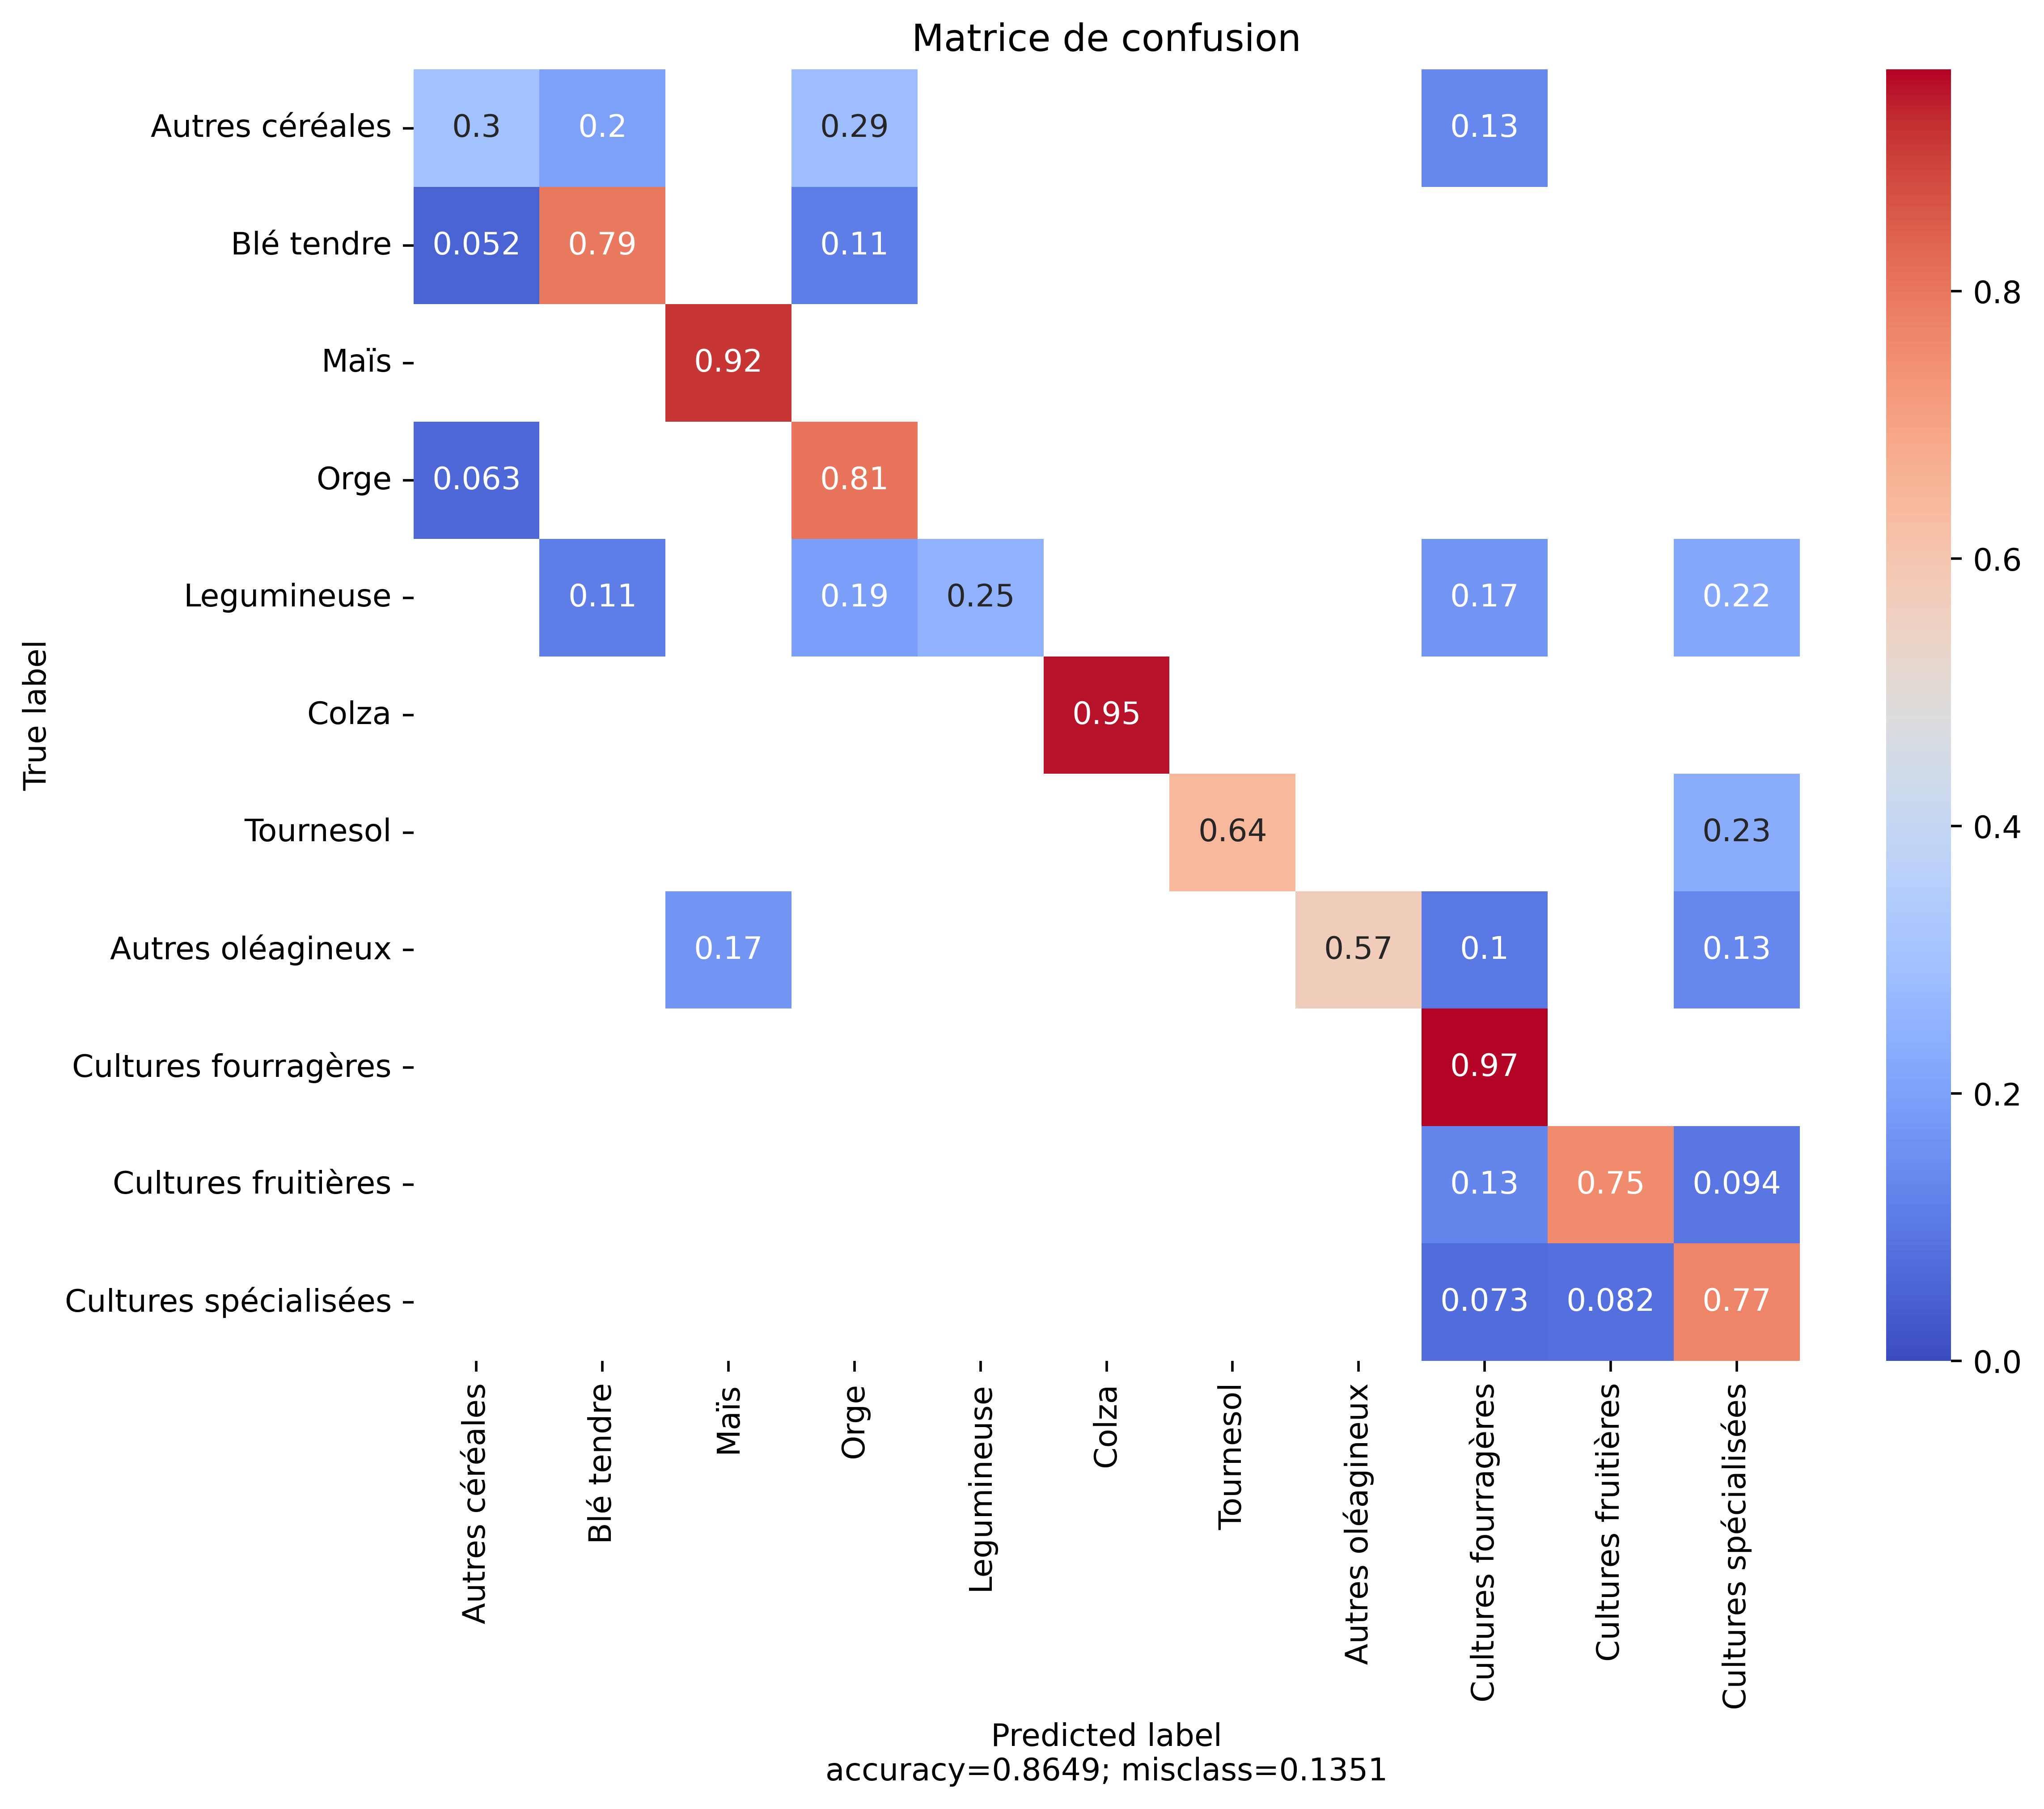 Matrice de confusion
Autres céréales 0.3 0.2 0.29 0.13
Blé tendre 0.052 0.79 0.11
0.8
Maïs 0.92
Orge 0.063 0.81
0.6
Legumineuse 0.11 0.19 0.25 0.17 0.22
True label
Colza 0.95
Tournesol 0.64 0.23
0.4
Autres oléagineux 0.17 0.57 0.1 0.13
Cultures fourragères 0.97
0.2
Cultures fruitières 0.13 0.75 0.094
Cultures spécialisées 0.073 0.082 0.77
0.0
Autres céréales
Blé tendre
Maïs
Orge
Legumineuse
Colza
Tournesol
Autres oléagineux
Cultures fourragères
Cultures fruitières
Cultures spécialisées
Predicted label
accuracy=0.8649; misclass=0.1351